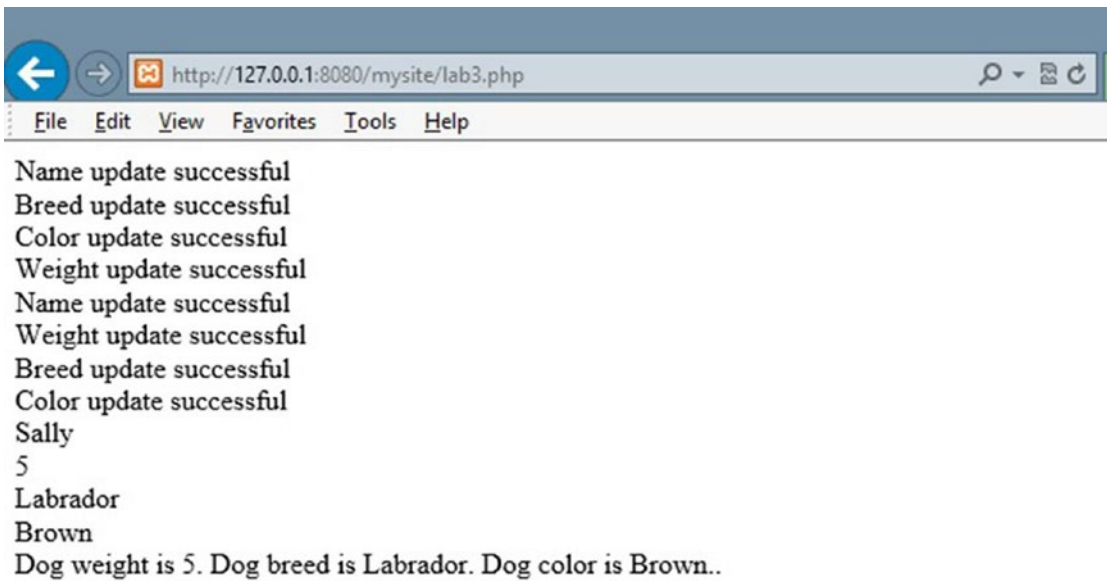 http://127.0.0.1:8080/mysite/lab3.php
File Edit View Favorites Tools Help
Name update successful
Breed update successful
Color update successful
Weight update successful
Name update successful
Weight update successful
Breed update successful
Color update successful
Sally
5
Labrador
Brown
Dog weight is 5. Dog breed is Labrador. Dog color is Brown..